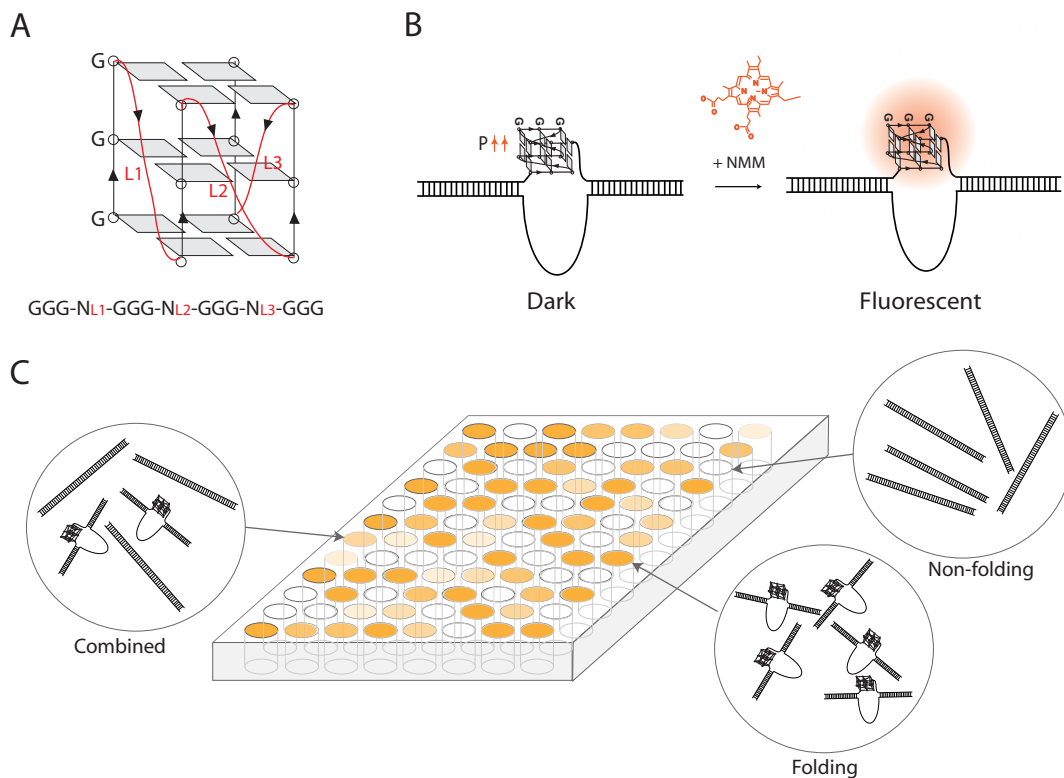 A
G
G
G
L1
L2
L3
GGG-NL1-GGG-NL2-GGG-NL3-GGG
B
P
G G G
Dark
N
N
N
N
O
O
O
O
+ NMM
G G G
Fluorescent
C
Combined
Non-folding
Folding